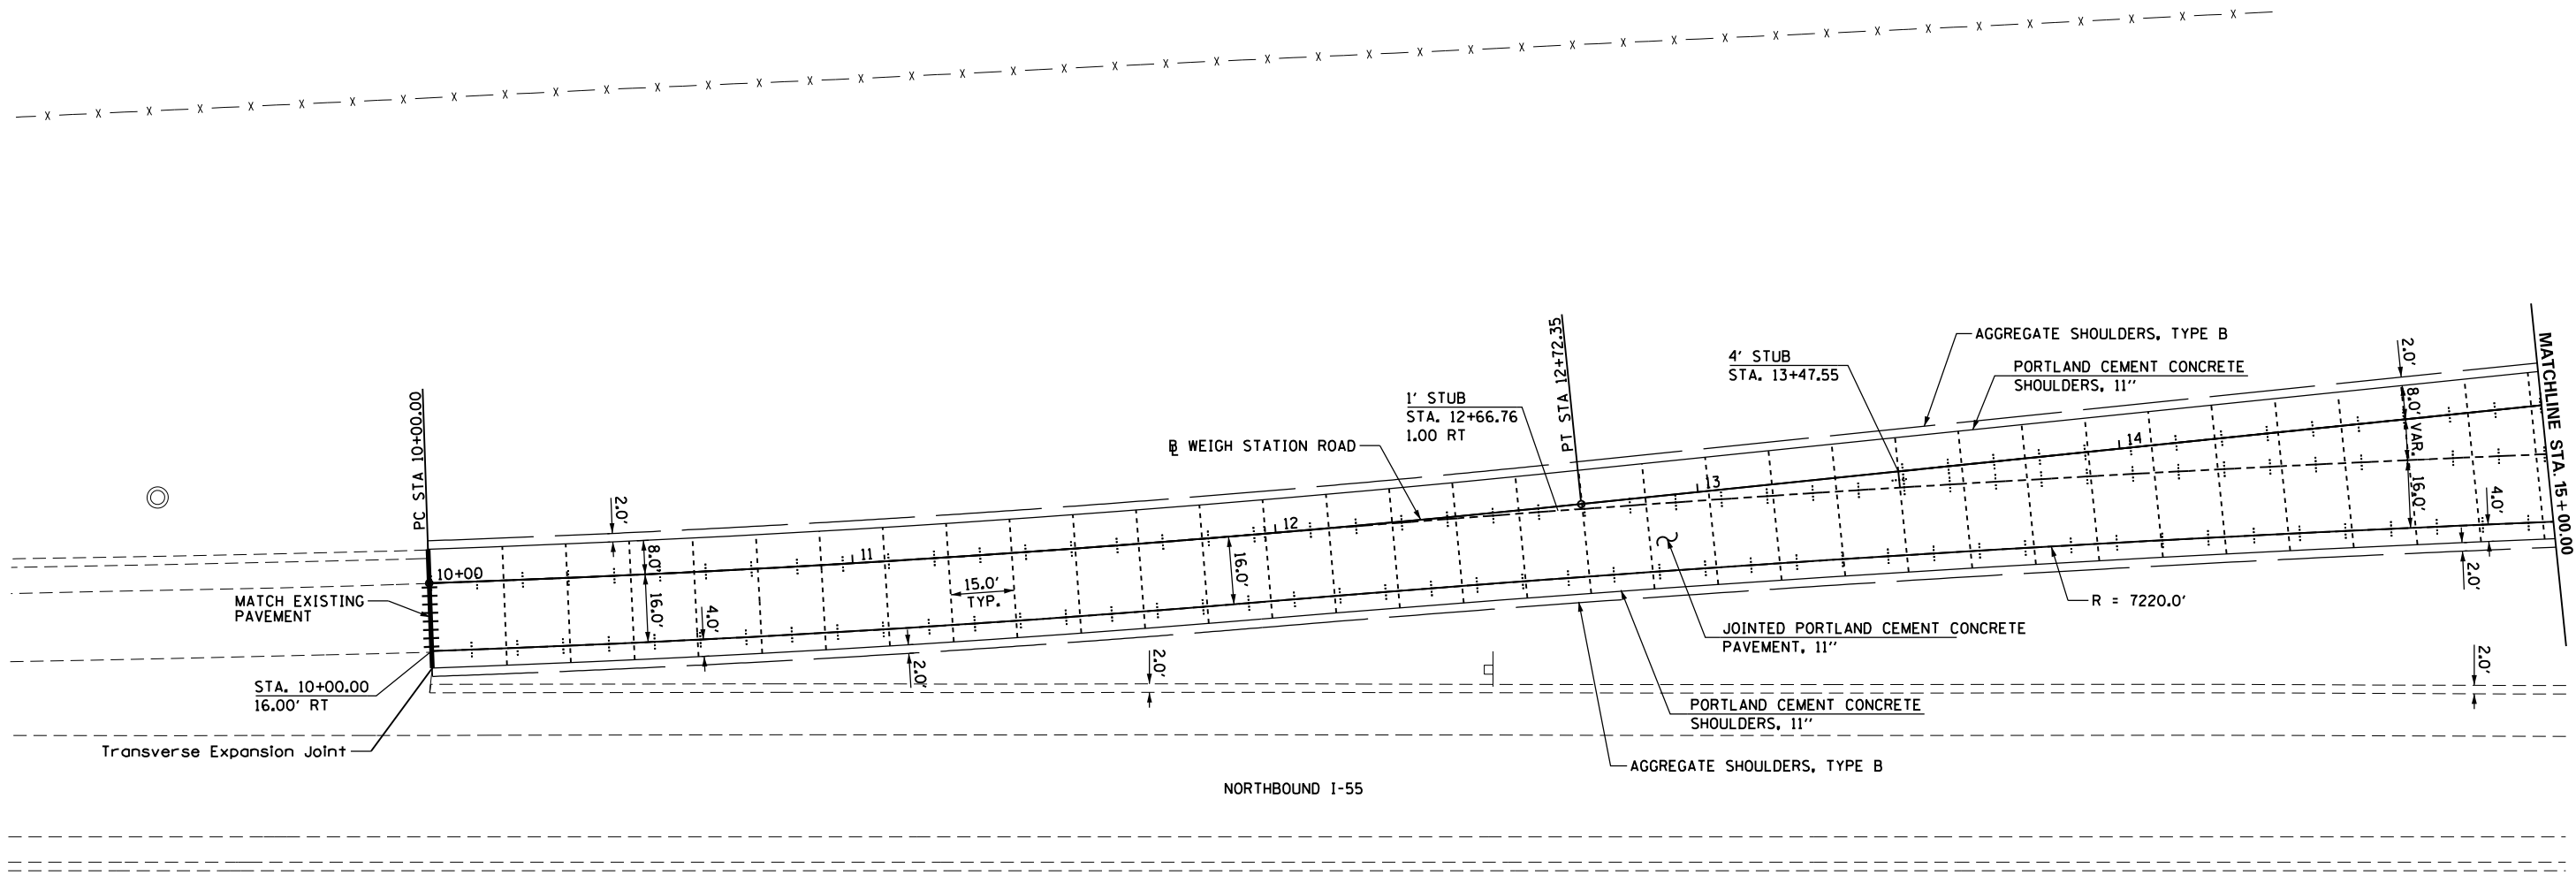 PC STA 10+00.00
10+00
MATCH EXISTING
PAVEMENT
STA. 10+00.00
16.00' RT
Transverse Expansion Joint
2.0'
8.0'
16.0'
4.0'
11
2.0'
15.0'
TYP.
2.0'
16.0'
12
℄ WEIGH STATION ROAD
1' STUB
STA. 12+66.76
1.00 RT
PT STA 12+72.35
13
4' STUB
STA. 13+47.55
AGGREGATE SHOULDERS, TYPE B
PORTLAND CEMENT CONCRETE
SHOULDERS, 11"
14
2.0'
8.0'
VAR.
16.0'
4.0'
2.0'
MATCHLINE STA. 15+00.00
R = 7220.0'
JOINTED PORTLAND CEMENT CONCRETE
PAVEMENT, 11"
PORTLAND CEMENT CONCRETE
SHOULDERS, 11"
AGGREGATE SHOULDERS, TYPE B
2.0'
NORTHBOUND I-55